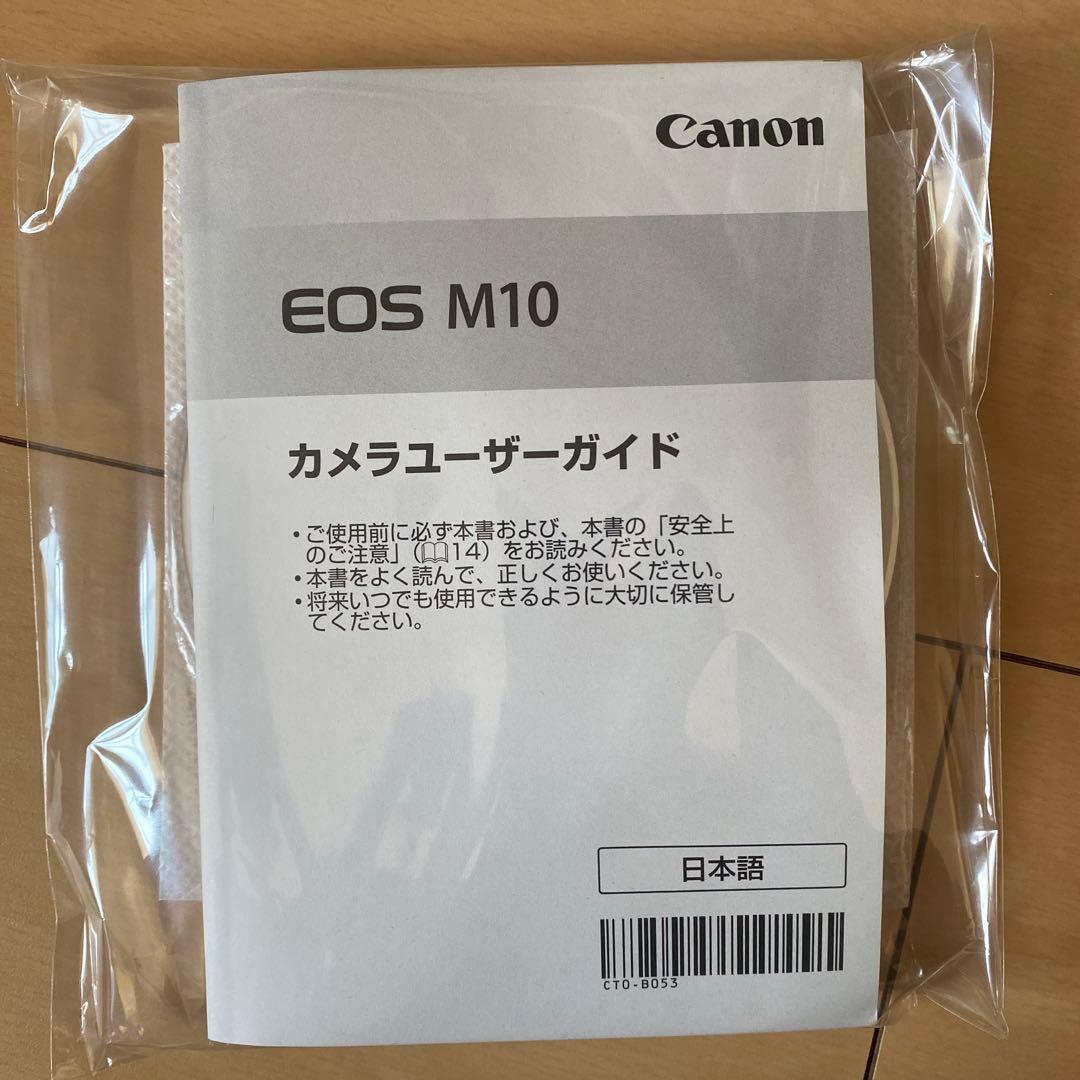 Canon
EOS M10
カメラユーザーガイド
・ご使用前に必ず本書および、本書の「安全上
のご注意」（📖14）をお読みください。
・本書をよく読んで、正しくお使いください。
・将来いつでも使用できるように大切に保管し
てください。
日本語
CT0-B053